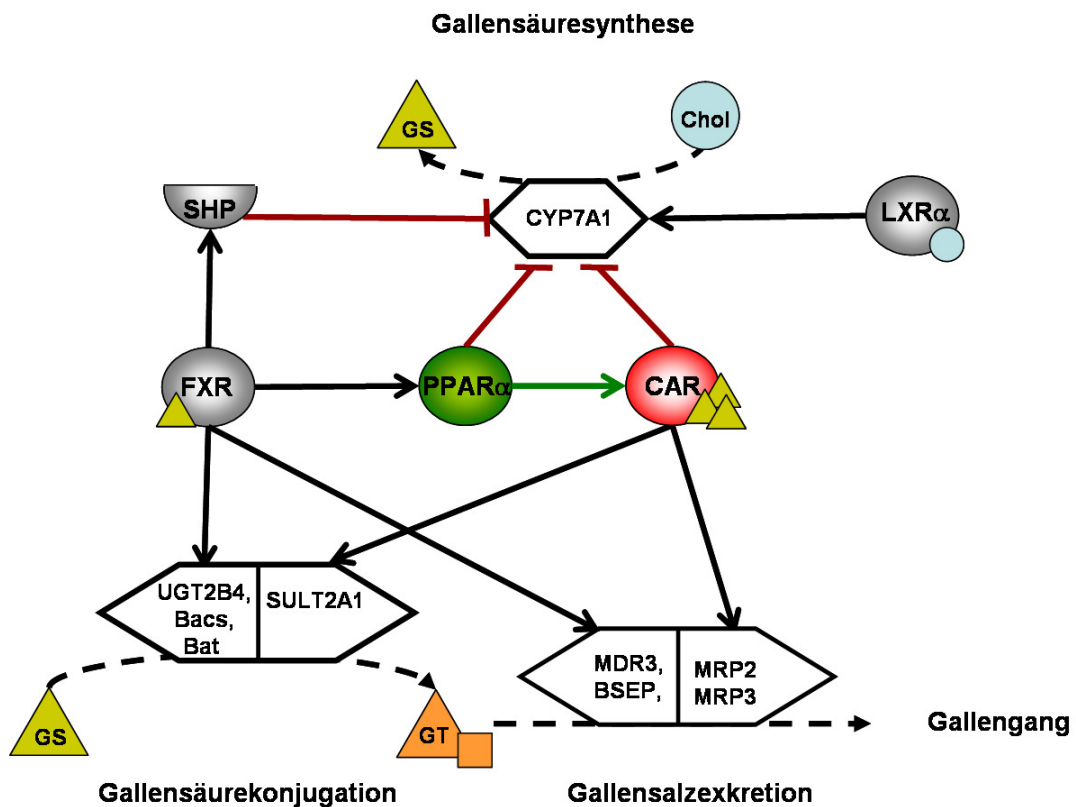 Gallensäuresynthese
GS
Chol
SHP
CYP7A1
LXRα
FXR
PPARα
CAR
UGT2B4,
Bacs,
Bat
SULT2A1
MDR3,
BSEP,
MRP2
MRP3
GS
GT
Gallengang
Gallensäurekonjugation
Gallensalzexkretion